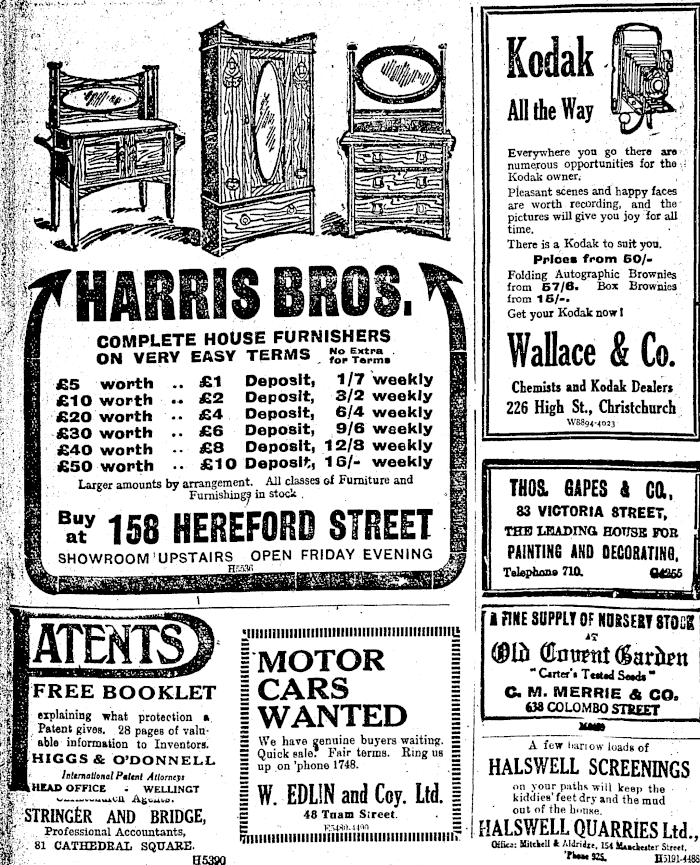 HARRIS BROS.
COMPLETE HOUSE FURNISHERS
ON VERY EASY TERMS No Extra for Terms
£5 worth .. £1 Deposit, 1/7 weekly
£10 worth .. £2 Deposit, 3/2 weekly
£20 worth .. £4 Deposit, 6/4 weekly
£30 worth .. £6 Deposit, 9/6 weekly
£40 worth .. £8 Deposit, 12/8 weekly
£50 worth .. £10 Deposit, 16/- weekly
Larger amounts by arrangement. All classes of Furniture and
Furnishings in stock
Buy at 158 HEREFORD STREET
SHOWROOM UPSTAIRS OPEN FRIDAY EVENING
H5536
PATENTS
FREE BOOKLET
explaining what protection a
Patent gives. 28 pages of valu-
able information to Inventors.
HIGGS & O'DONNELL
International Patent Attorneys
HEAD OFFICE - WELLINGT
Christchurch Agents.
STRINGER AND BRIDGE,
Professional Accountants,
81 CATHEDRAL SQUARE.
H5390
MOTOR
CARS
WANTED
We have genuine buyers waiting.
Quick sale. Fair terms. Ring us
up on 'phone 1748.
W. EDLIN and Coy. Ltd.
48 Tuam Street.
E5480-4400
Kodak
All the Way
Everywhere you go there are
numerous opportunities for the
Kodak owner.
Pleasant scenes and happy faces
are worth recording, and the
pictures will give you joy for all
time.
There is a Kodak to suit you.
Prices from 50/-
Folding Autographic Brownies
from 57/6. Box Brownies
from 15/-.
Get your Kodak now!
Wallace & Co.
Chemists and Kodak Dealers
226 High St., Christchurch
W8894-4023
THOS. GAPES & CO.,
83 VICTORIA STREET,
THE LEADING HOUSE FOR
PAINTING AND DECORATING,
Telephone 710. G4255
A FINE SUPPLY OF NURSERY STOCK
AT
Old Covent Garden
"Carter's Tested Seeds"
C. M. MERRIE & CO.
638 COLOMBO STREET
A few barrow loads of
HALSWELL SCREENINGS
on your paths will keep the
kiddies' feet dry and the mud
out of the house.
HALSWELL QUARRIES Ltd.,
Office: Mitchell & Aldridge, 154 Manchester Street,
'Phone 925. H5191-6488